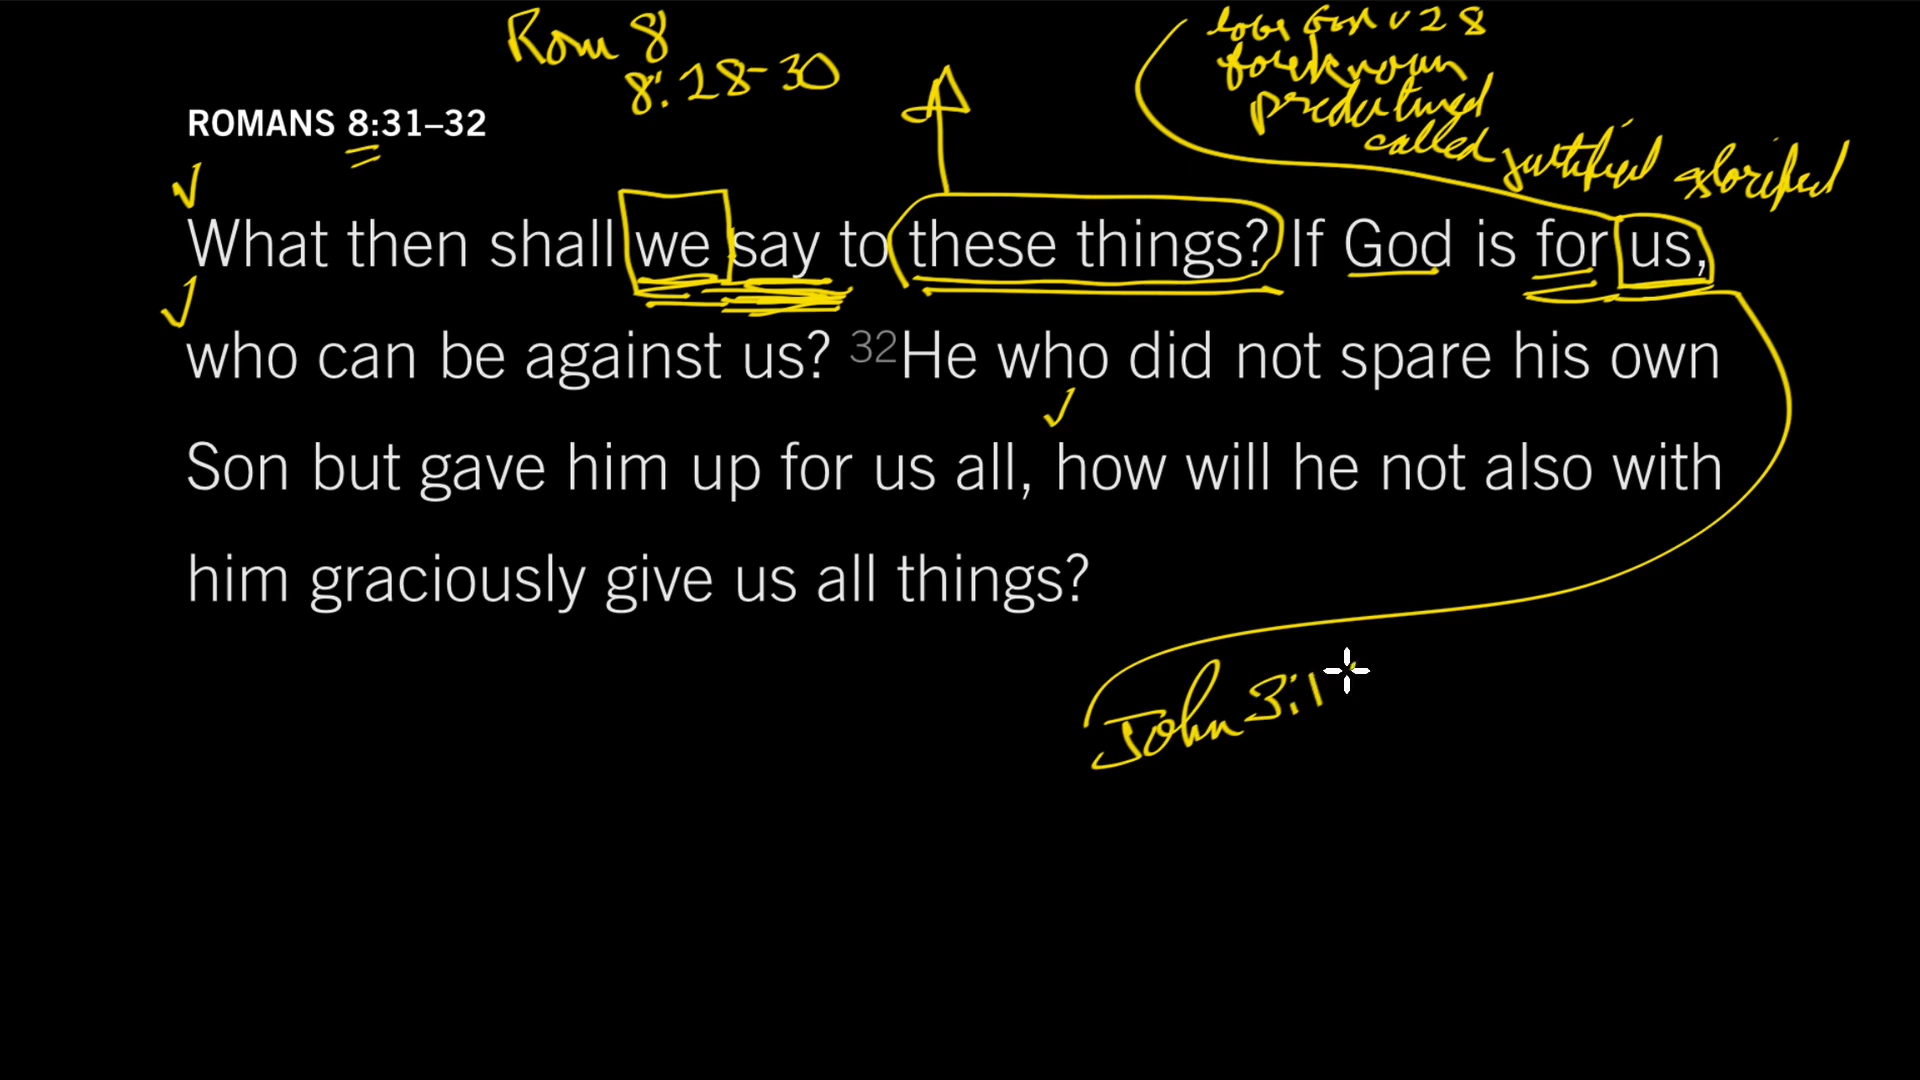 Rom 8
8:28-30
love God v 28
foreknown
predestined
called justified glorified
ROMANS 8:31–32
What then shall we say to these things? If God is for us,
who can be against us? 32He who did not spare his own
Son but gave him up for us all, how will he not also with
him graciously give us all things?
John 3:1